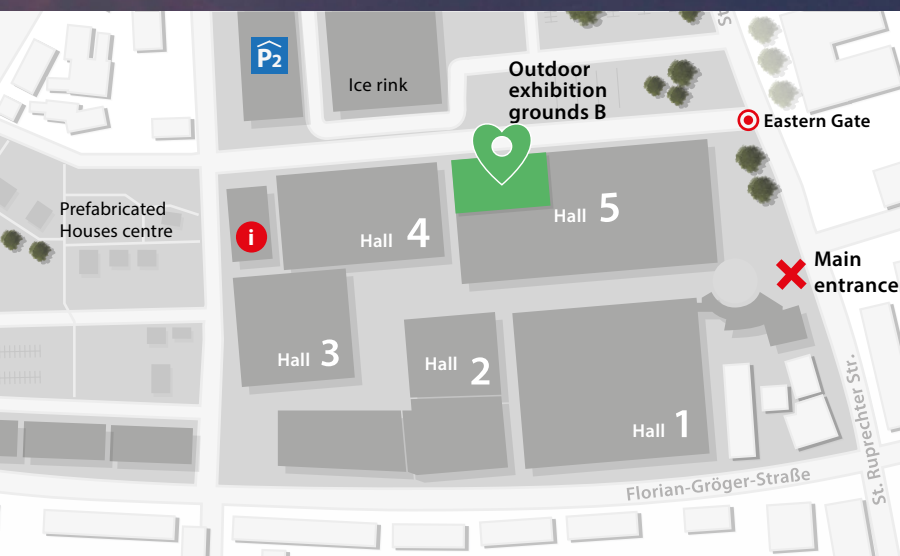 P2
Ice rink
Outdoor
exhibition
grounds B
St.
Eastern Gate
Prefabricated
Houses centre
i
Hall 4
Hall 5
Main
entrance
Hall 3
Hall 2
Hall 1
St. Ruprechter Str.
Florian-Gröger-Straße